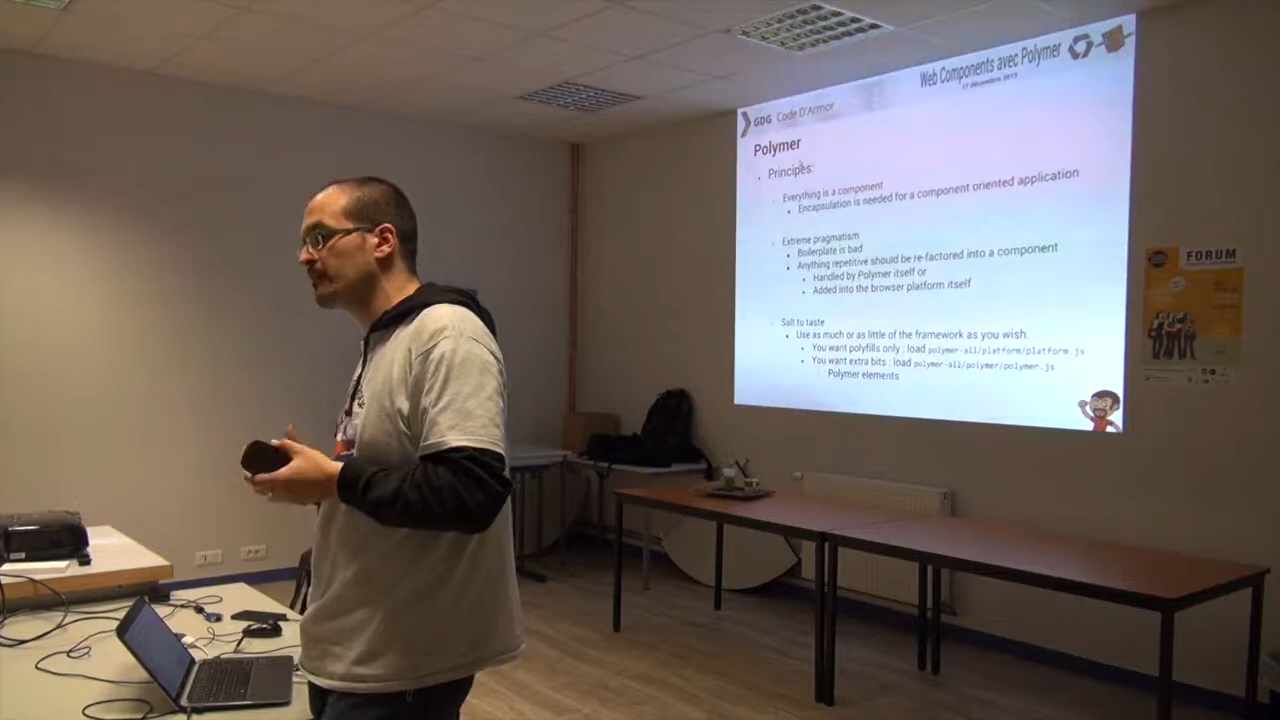 Web Components avec Polymer
17 décembre 2013
GDG Code D'Armor
Polymer
Principes:
Everything is a component
Encapsulation is needed for a component oriented application
Extreme pragmatism
Boilerplate is bad
Anything repetitive should be re-factored into a component
Handled by Polymer itself or
Added into the browser platform itself
Salt to taste
Use as much or as little of the framework as you wish.
You want polyfills only : load polymer-all/platform/platform.js
You want extra bits : load polymer-all/polymer/polymer.js
Polymer elements
FORUM